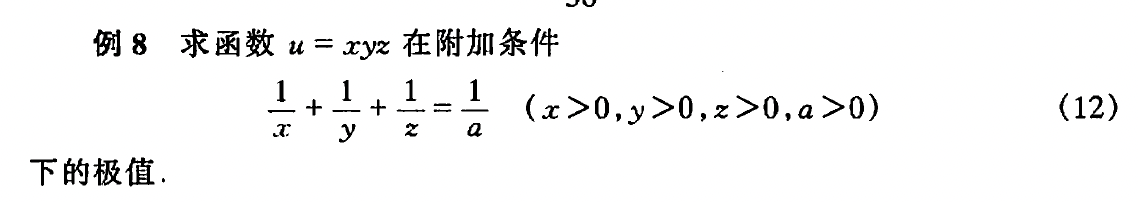 例 8 求函数 u = xyz 在附加条件
1/x + 1/y + 1/z = 1/a (x>0,y>0,z>0,a>0) (12)
下的极值.